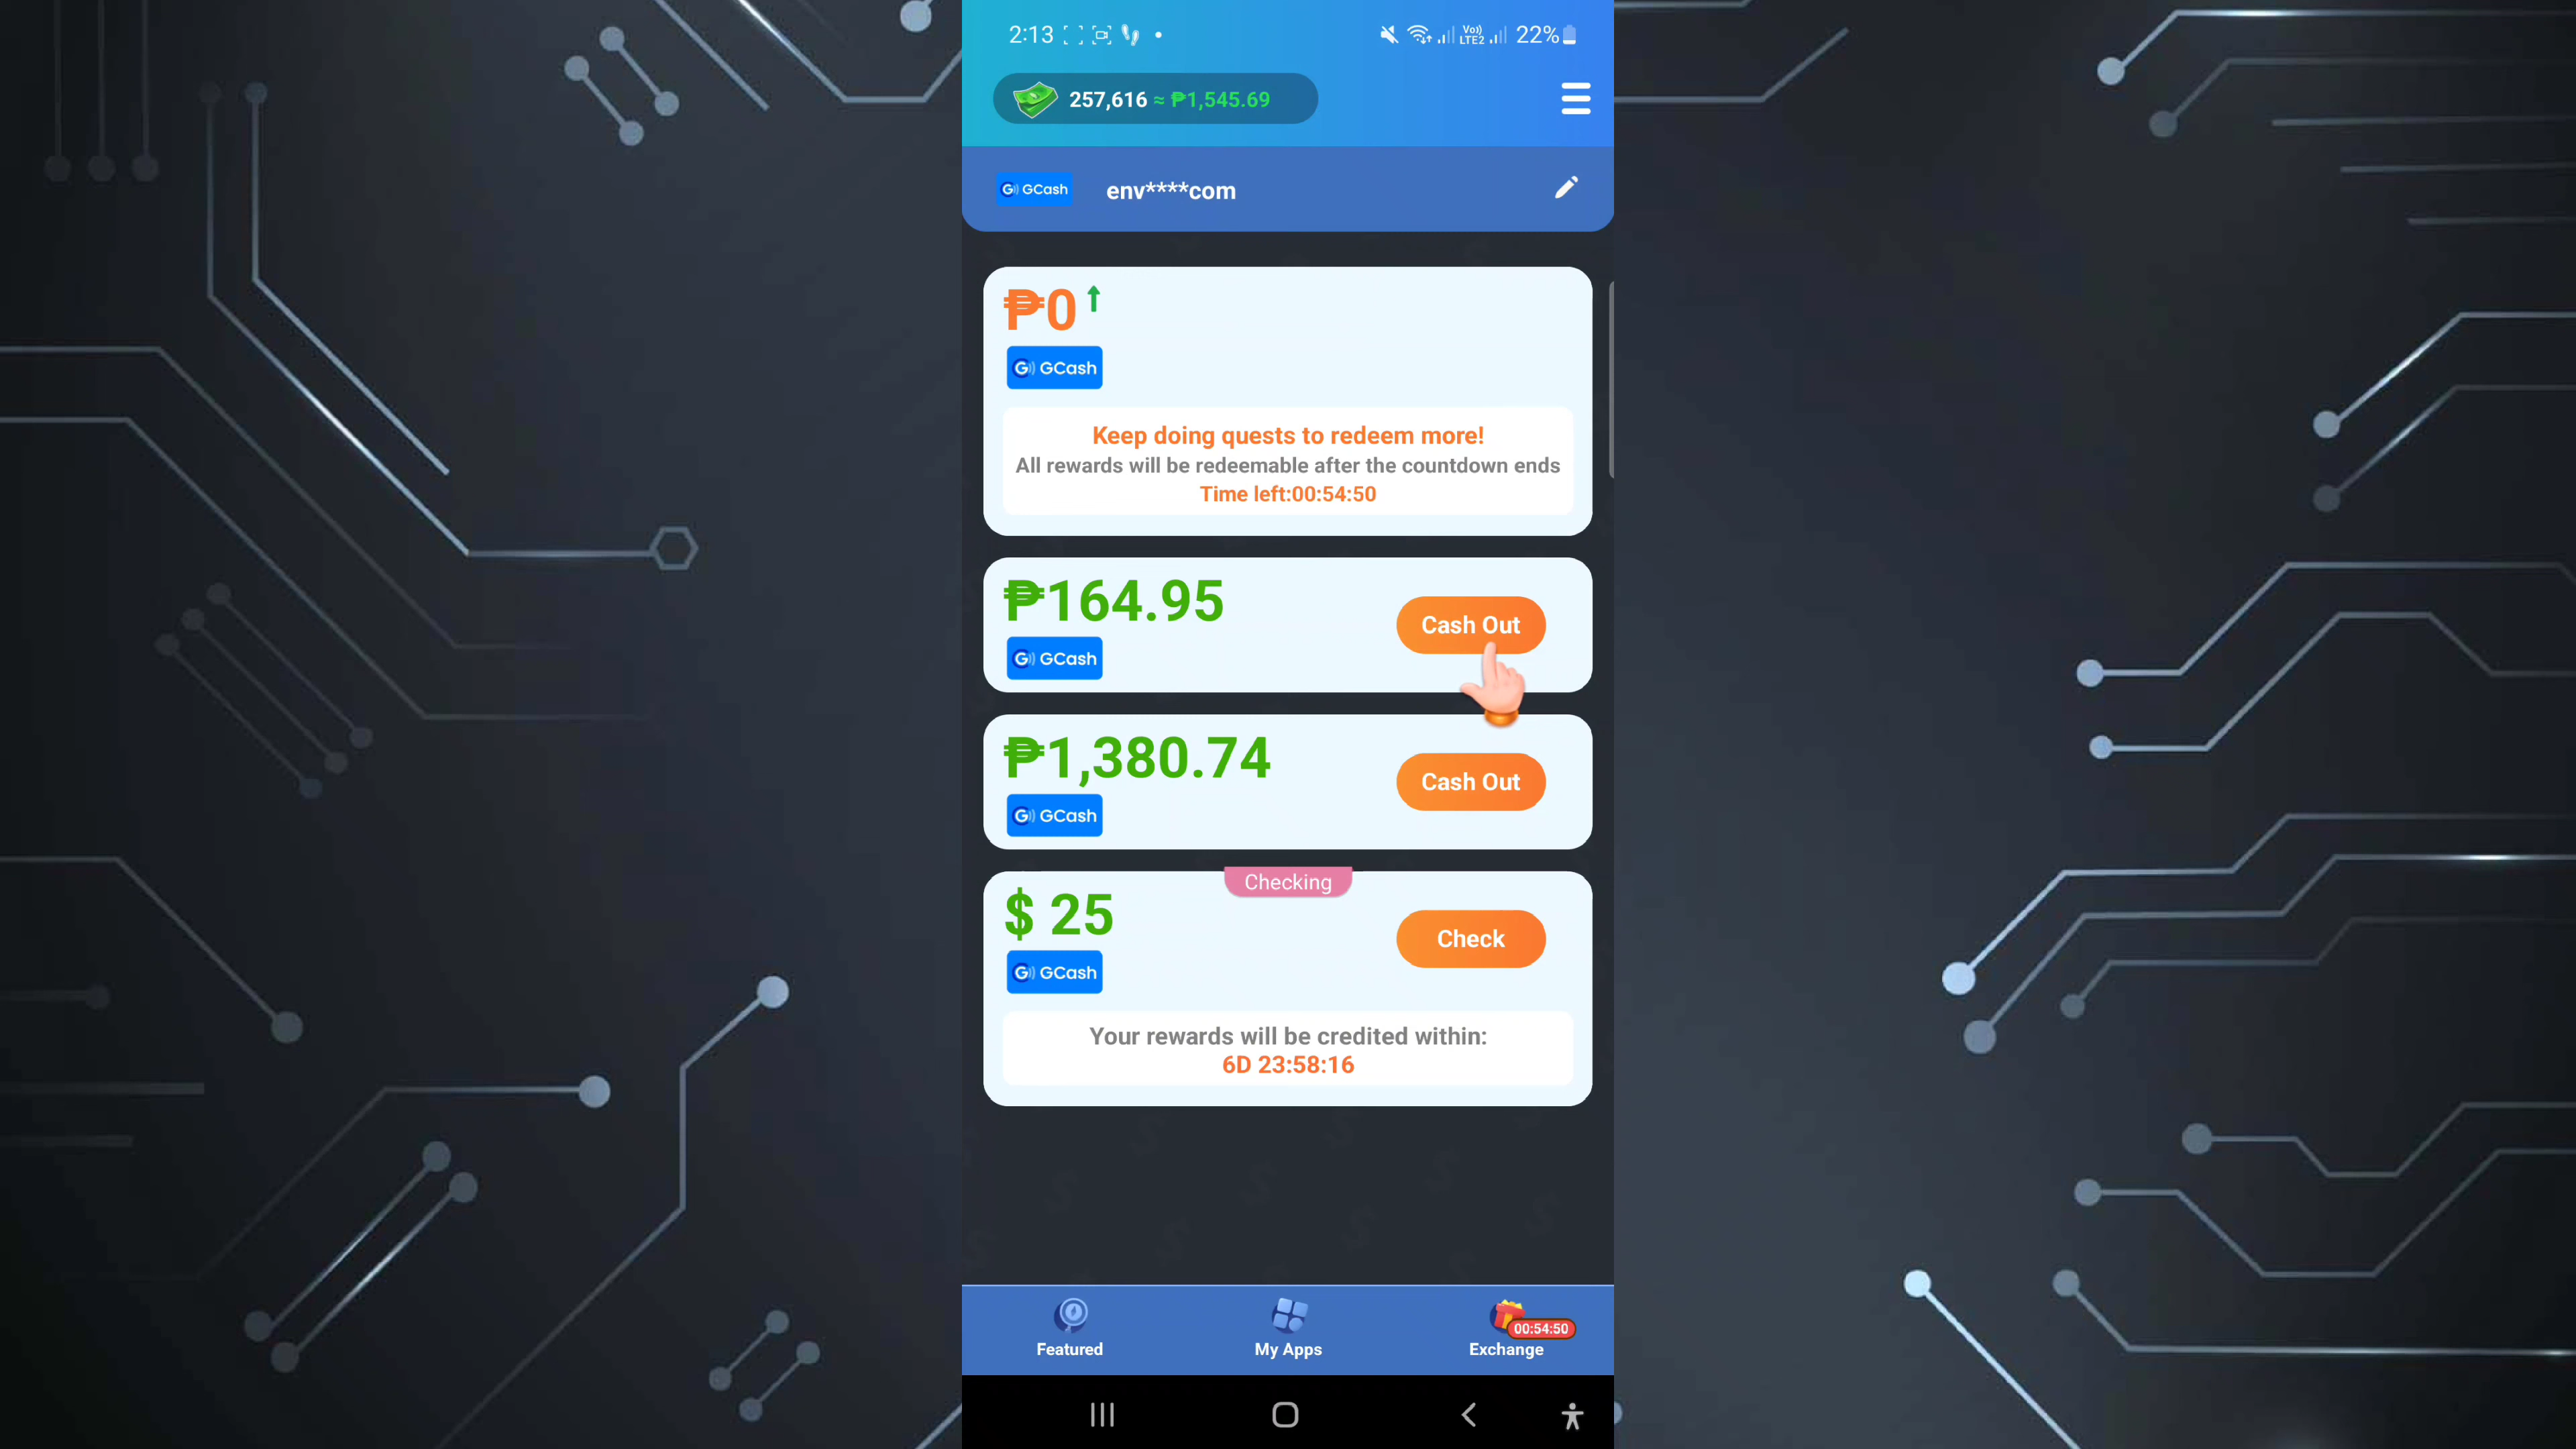 2:13
Vo))
LTE2
22%
257,616 ≈ ₱1,545.69
GCash
env****com
₱0
GCash
Keep doing quests to redeem more!
All rewards will be redeemable after the countdown ends
Time left:00:54:50
₱164.95
Cash Out
GCash
₱1,380.74
Cash Out
GCash
Checking
$ 25
Check
GCash
Your rewards will be credited within:
6D 23:58:16
00:54:50
Featured
My Apps
Exchange